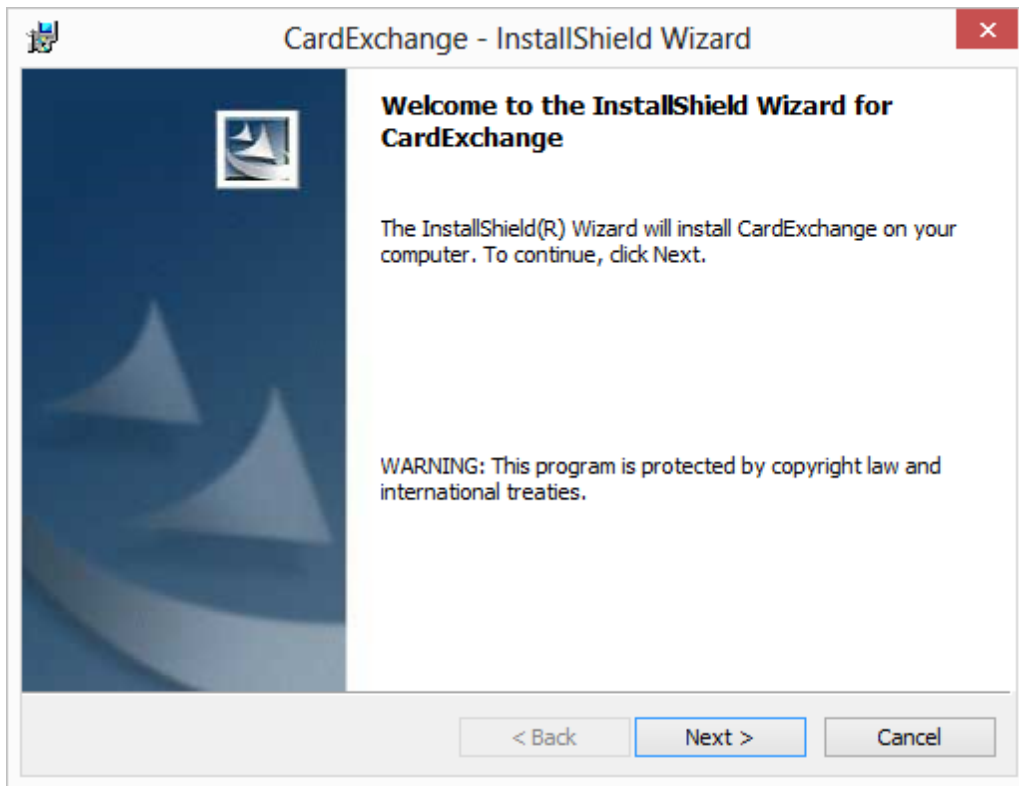 CardExchange - InstallShield Wizard
Welcome to the InstallShield Wizard for
CardExchange
The InstallShield(R) Wizard will install CardExchange on your
computer. To continue, click Next.
WARNING: This program is protected by copyright law and
international treaties.
< Back
Next >
Cancel